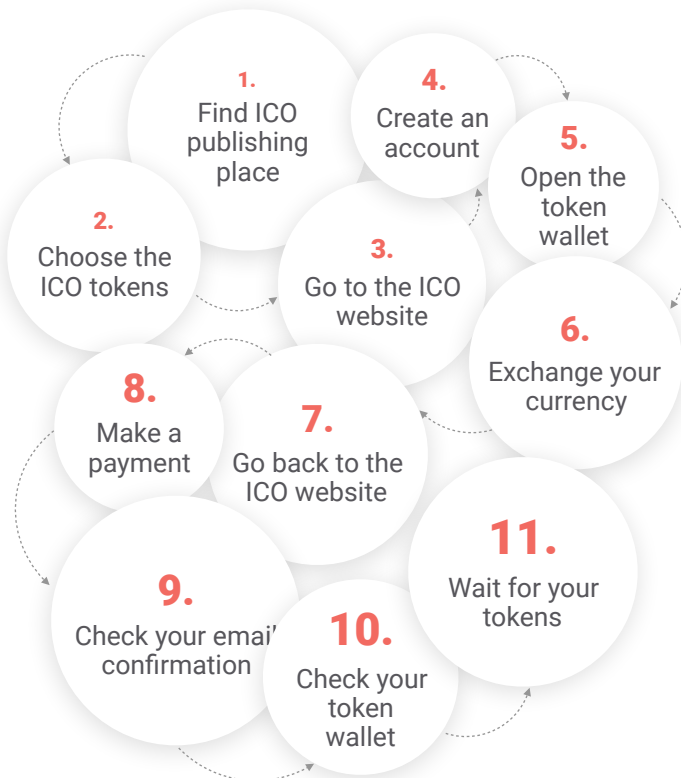 1.
Find ICO
publishing
place
2.
Choose the
ICO tokens
3.
Go to the ICO
website
4.
Create an
account
5.
Open the
token
wallet
6.
Exchange your
currency
7.
Go back to the
ICO website
8.
Make a
payment
9.
Check your email
confirmation
10.
Check your
token
wallet
11.
Wait for your
tokens